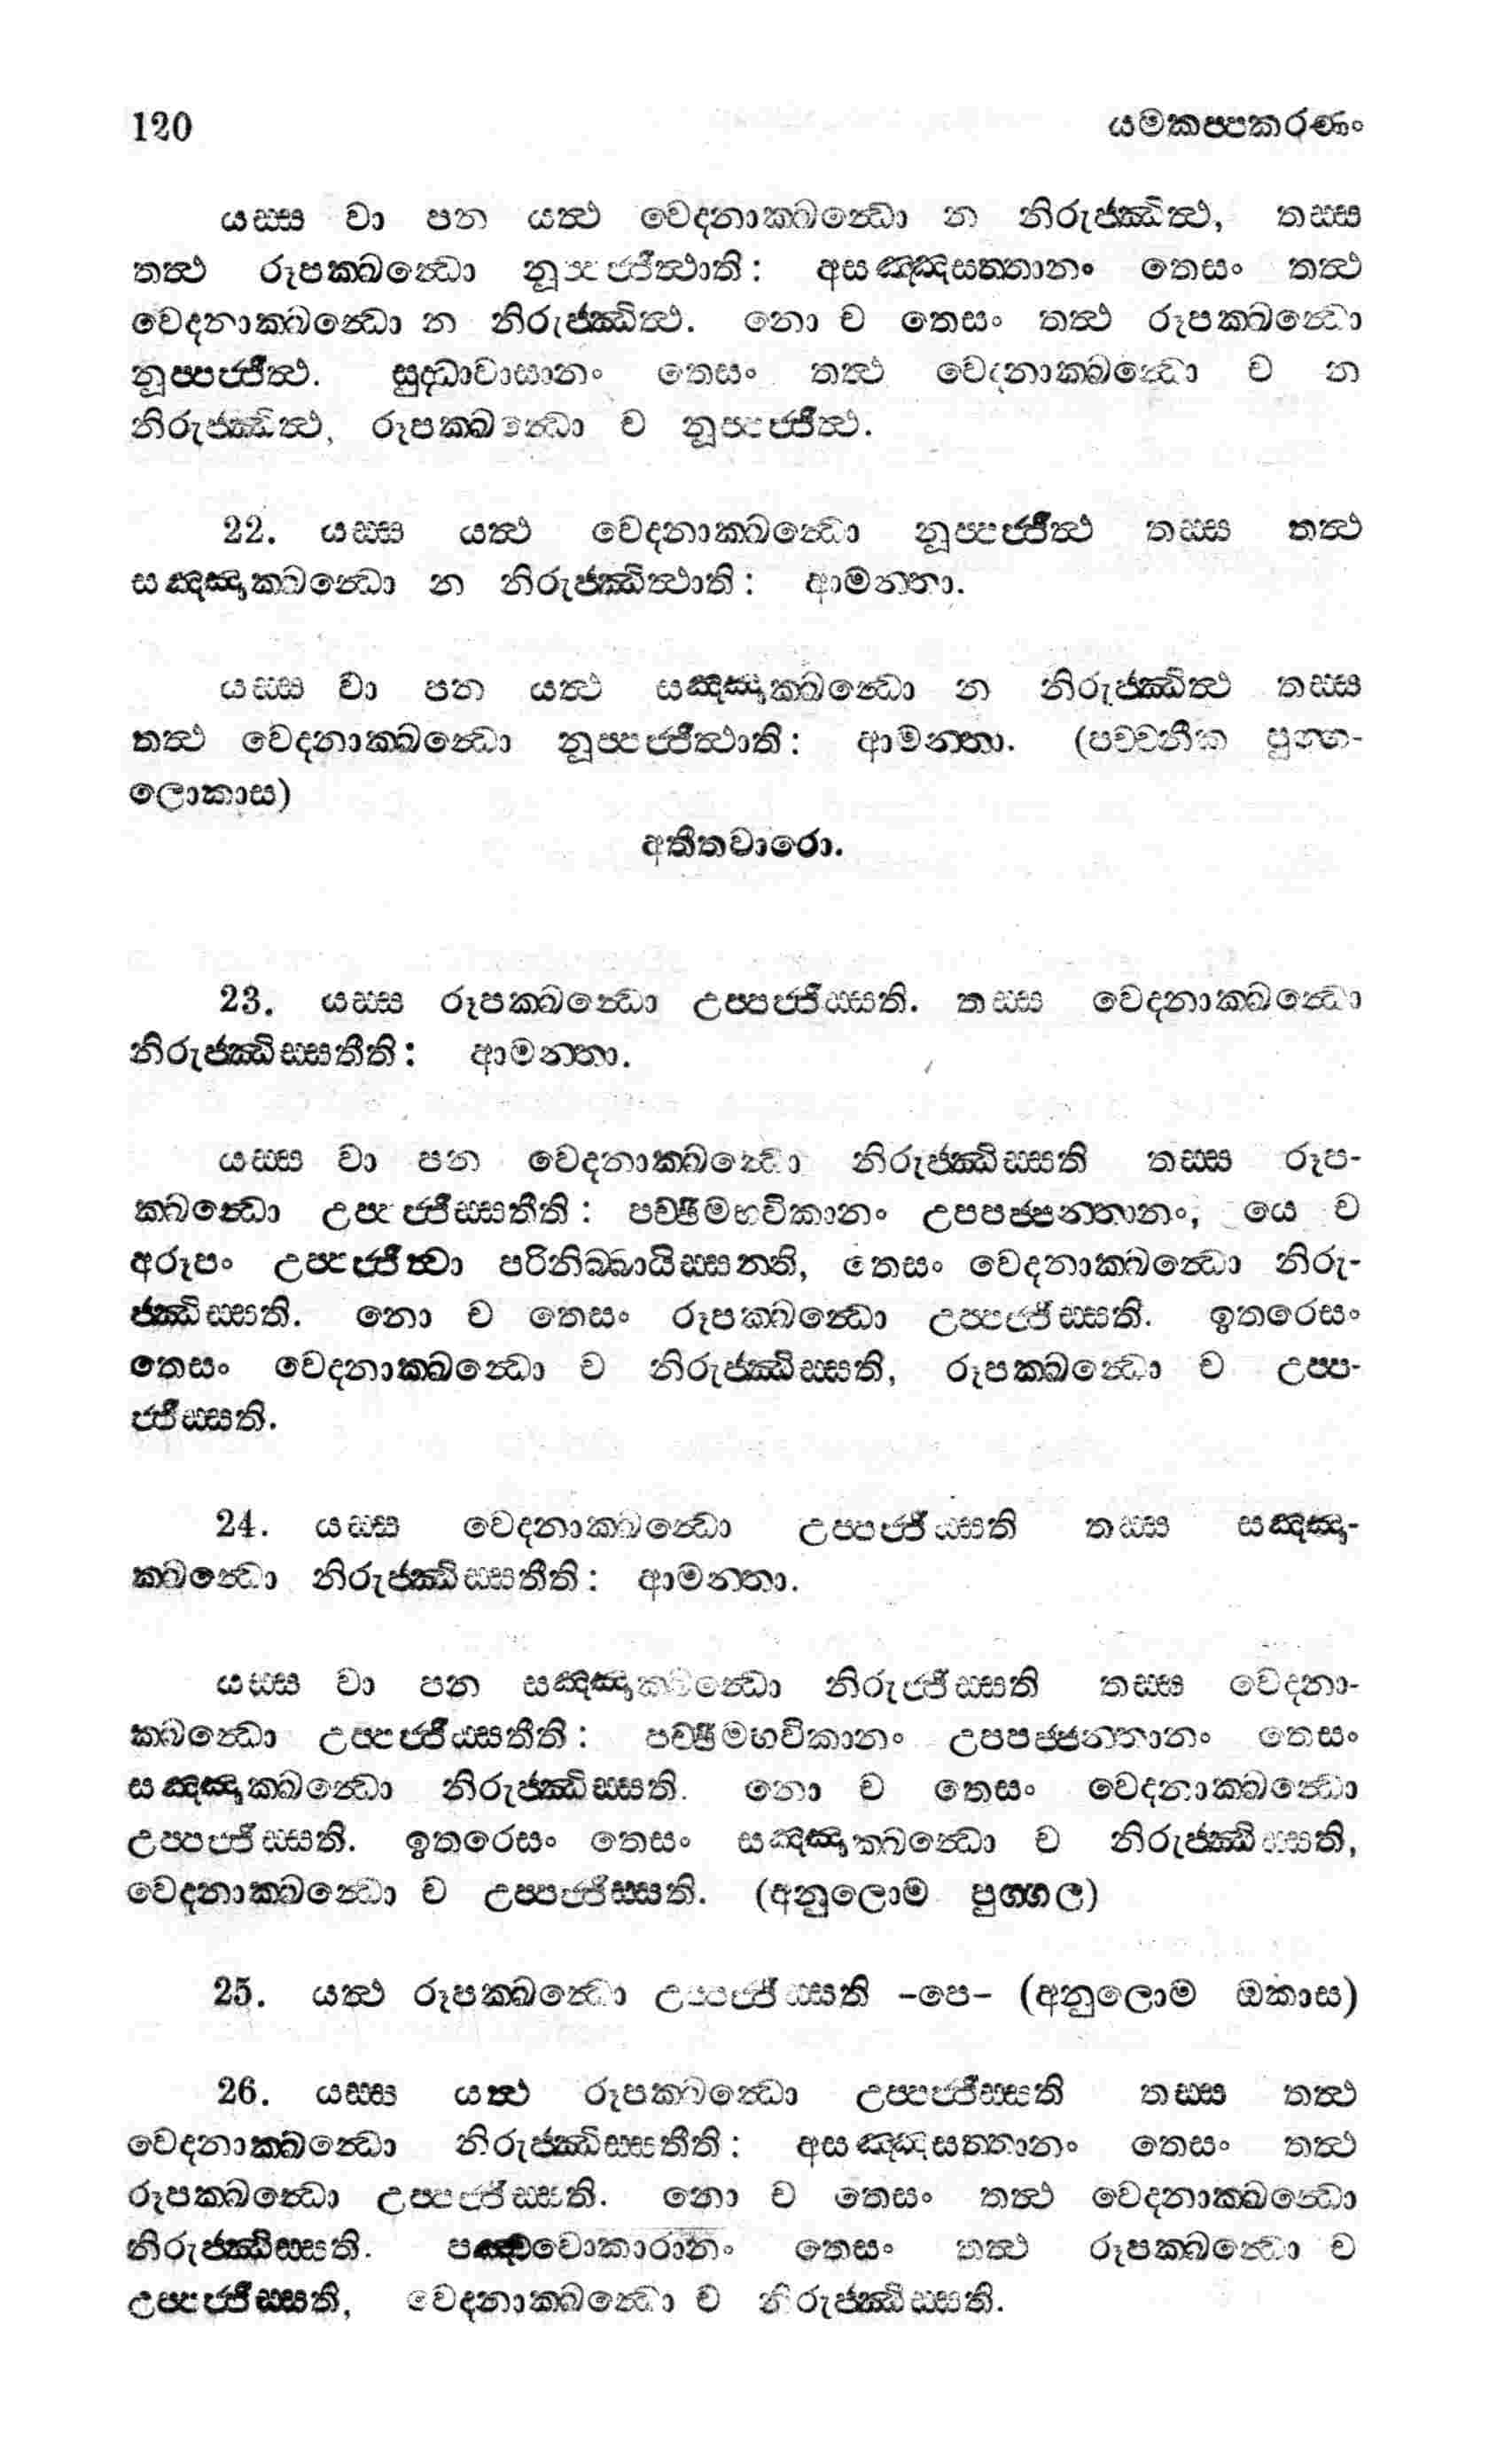 120 යමකප්පකරණං
යස්ස වා පන යත්ථ වෙදනාක්ඛන්ධො න නිරුජ්ඣිත්ථ, තස්ස
තත්ථ රූපක්ඛන්ධො නූප්පජ්ජිත්ථාති: අසඤ්ඤසත්තානං තෙසං තත්ථ
වෙදනාක්ඛන්ධො න නිරුජ්ඣිත්ථ. නො ච තෙසං තත්ථ රූපක්ඛන්ධො
නූප්පජ්ජිත්ථ. සුද්ධාවාසානං තෙසං තත්ථ වෙදනාක්ඛන්ධො ච න
නිරුජ්ඣිත්ථ, රූපක්ඛන්ධො ච නූප්පජ්ජිත්ථ.
22. යස්ස යත්ථ වෙදනාක්ඛන්ධො නූප්පජ්ජිත්ථ තස්ස තත්ථ
සඤ්ඤාක්ඛන්ධො න නිරුජ්ඣිත්ථාති: ආමන්තා.
යස්ස වා පන යත්ථ සඤ්ඤාක්ඛන්ධො න නිරුජ්ඣිත්ථ තස්ස
තත්ථ වෙදනාක්ඛන්ධො නූප්පජ්ජිත්ථාති: ආමන්තා. (පච්චනීක පුග්ග-
ලොකාස)
අතීතවාරො.
23. යස්ස රූපක්ඛන්ධො උප්පජ්ජිස්සති. තස්ස වෙදනාක්ඛන්ධො
නිරුජ්ඣිස්සතීති: ආමන්තා.
යස්ස වා පන වෙදනාක්ඛන්ධො නිරුජ්ඣිස්සති තස්ස රූප-
ක්ඛන්ධො උප්පජ්ජිස්සතීති: පච්ඡිමභවිකානං උපපජ්ජන්තානං, යෙ ච
අරූපං උප්පජ්ජිත්වා පරිනිබ්බායිස්සන්ති, තෙසං වෙදනාක්ඛන්ධො නිරු-
ජ්ඣිස්සති. නො ච තෙසං රූපක්ඛන්ධො උප්පජ්ජිස්සති. ඉතරෙසං
තෙසං වෙදනාක්ඛන්ධො ච නිරුජ්ඣිස්සති, රූපක්ඛන්ධො ච උප්ප-
ජ්ජිස්සති.
24. යස්ස වෙදනාක්ඛන්ධො උප්පජ්ජිස්සති තස්ස සඤ්ඤා-
ක්ඛන්ධො නිරුජ්ඣිස්සතීති: ආමන්තා.
යස්ස වා පන සඤ්ඤාක්ඛන්ධො නිරුජ්ජිස්සති තස්ස වෙදනා-
ක්ඛන්ධො උප්පජ්ජිස්සතීති: පච්ඡිමභවිකානං උපපජ්ජන්තානං තෙසං
සඤ්ඤාක්ඛන්ධො නිරුජ්ඣිස්සති. නො ච තෙසං වෙදනාක්ඛන්ධො
උප්පජ්ජිස්සති. ඉතරෙසං තෙසං සඤ්ඤාක්ඛන්ධො ච නිරුජ්ඣිස්සති,
වෙදනාක්ඛන්ධො ච උප්පජ්ජිස්සති. (අනුලොම පුග්ගල)
25. යත්ථ රූපක්ඛන්ධො උප්පජ්ජිස්සති –පෙ– (අනුලොම ඔකාස)
26. යස්ස යත්ථ රූපක්ඛන්ධො උප්පජ්ජිස්සති තස්ස තත්ථ
වෙදනාක්ඛන්ධො නිරුජ්ඣිස්සතීති: අසඤ්ඤසත්තානං තෙසං තත්ථ
රූපක්ඛන්ධො උප්පජ්ජිස්සති. නො ච තෙසං තත්ථ වෙදනාක්ඛන්ධො
නිරුජ්ඣිස්සති. පඤ්චවොකාරානං තෙසං තත්ථ රූපක්ඛන්ධො ච
උප්පජ්ජිස්සති, වෙදනාක්ඛන්ධො ච නිරුජ්ඣිස්සති.